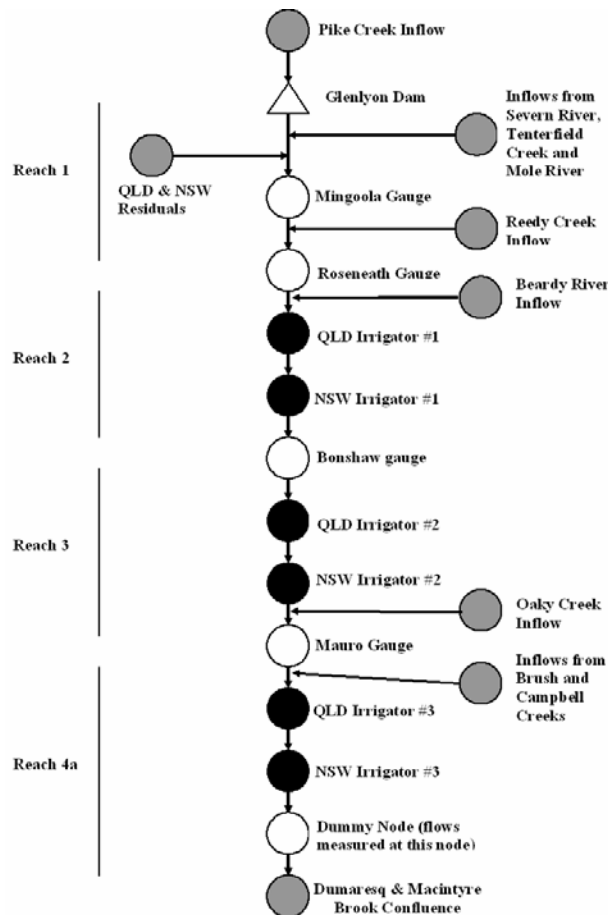 Pike Creek Inflow
Glenlyon Dam
Inflows from
Severn River,
Tenterfield
Creek and
Mole River
Reach 1
QLD & NSW
Residuals
Mingoola Gauge
Reedy Creek
Inflow
Roseneath Gauge
Beardy River
Inflow
QLD Irrigator #1
Reach 2
NSW Irrigator #1
Bonshaw gauge
QLD Irrigator #2
Reach 3
NSW Irrigator #2
Oaky Creek
Inflow
Mauro Gauge
Inflows from
Brush and
Campbell
Creeks
QLD Irrigator #3
Reach 4a
NSW Irrigator #3
Dummy Node (flows
measured at this node)
Dumaresq & Macintyre
Brook Confluence